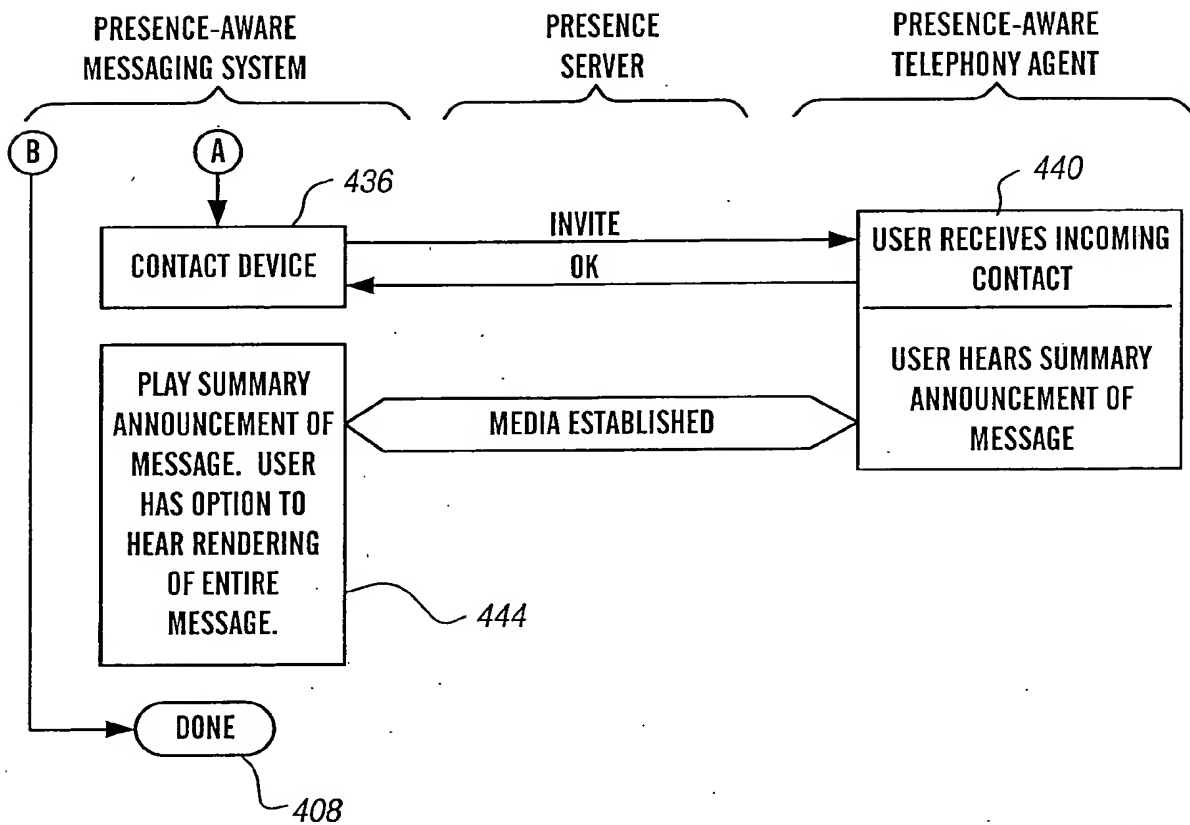 PRESENCE-AWARE
MESSAGING SYSTEM
PRESENCE
SERVER
PRESENCE-AWARE
TELEPHONY AGENT
B
A
436
440
CONTACT DEVICE
INVITE
OK
USER RECEIVES INCOMING
CONTACT
USER HEARS SUMMARY
ANNOUNCEMENT OF
MESSAGE
PLAY SUMMARY
ANNOUNCEMENT OF
MESSAGE. USER
HAS OPTION TO
HEAR RENDERING
OF ENTIRE
MESSAGE.
MEDIA ESTABLISHED
444
DONE
408